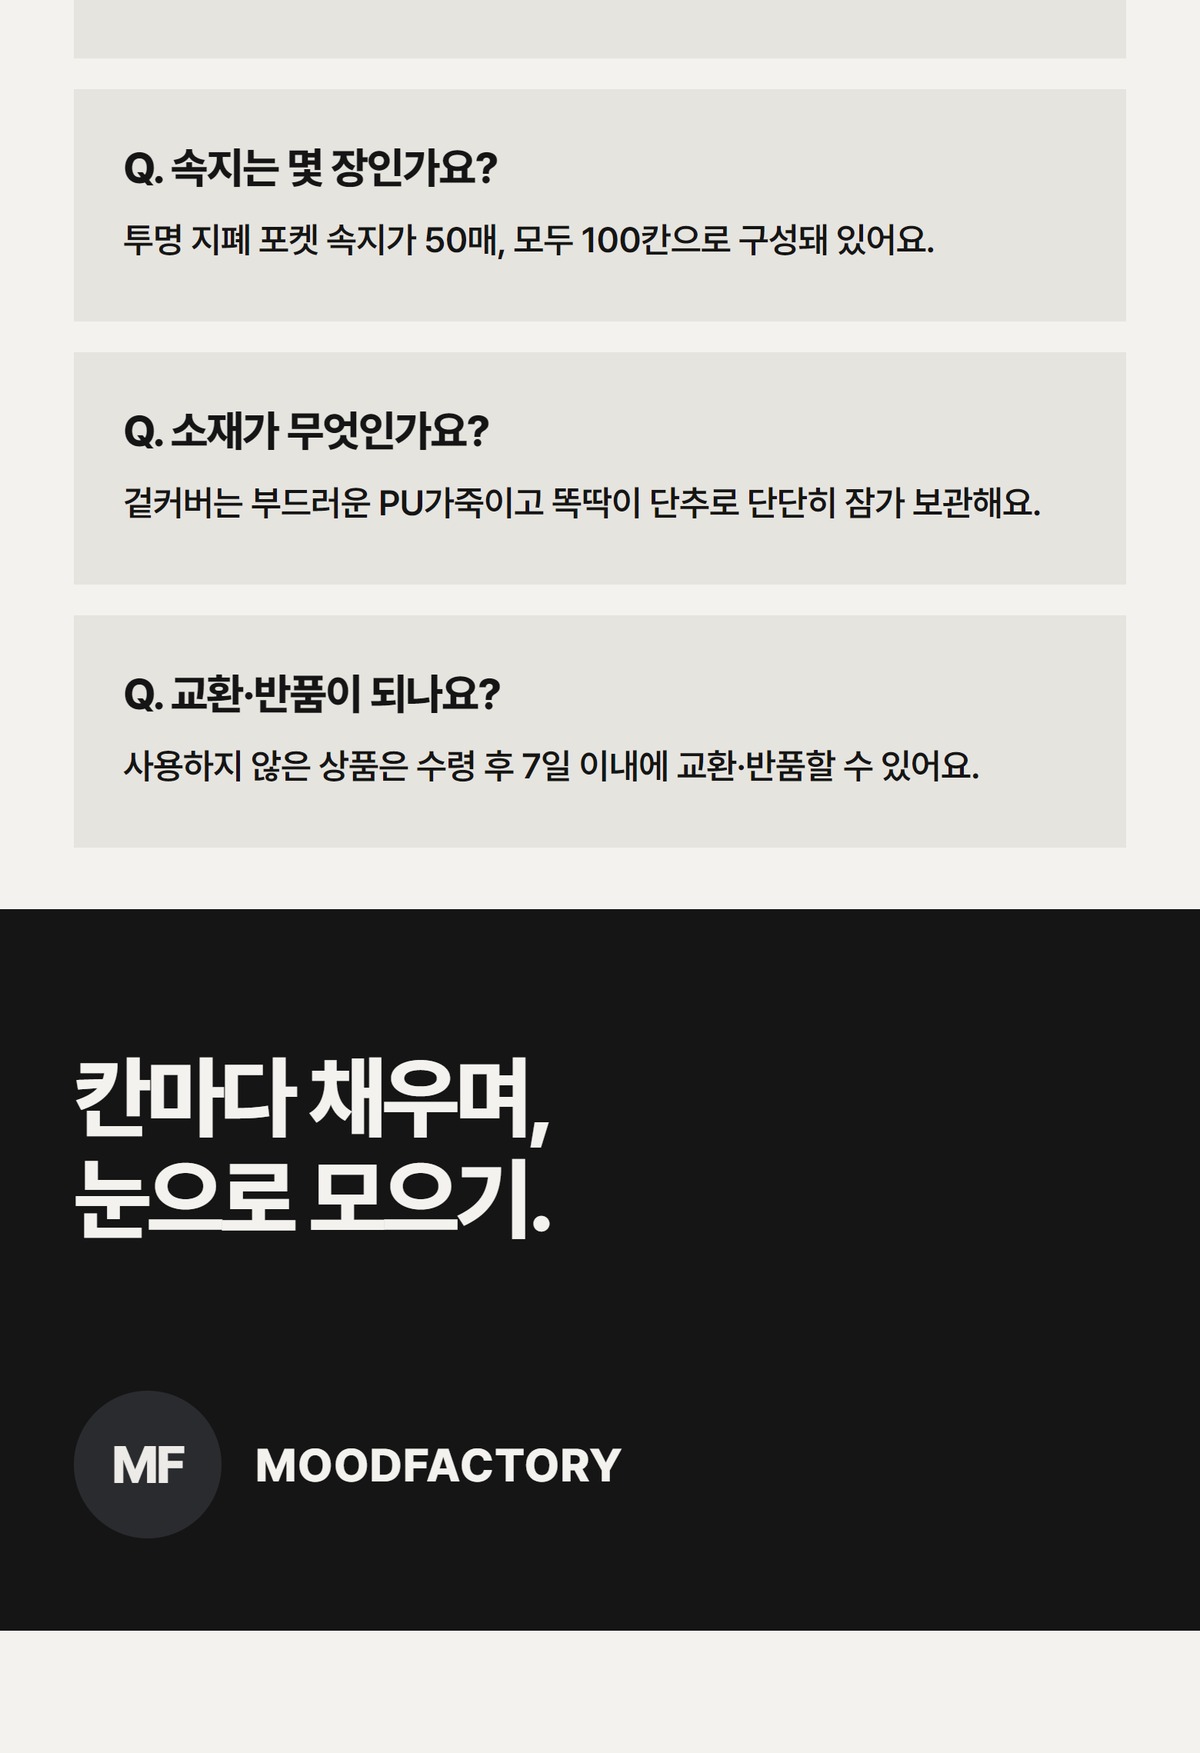 Q. 속지는 몇 장인가요?
투명 지폐 포켓 속지가 50매, 모두 100칸으로 구성돼 있어요.
Q. 소재가 무엇인가요?
겉커버는 부드러운 PU가죽이고 똑딱이 단추로 단단히 잠가 보관해요.
Q. 교환·반품이 되나요?
사용하지 않은 상품은 수령 후 7일 이내에 교환·반품할 수 있어요.
칸마다 채우며,
눈으로 모으기.
MF
MOODFACTORY